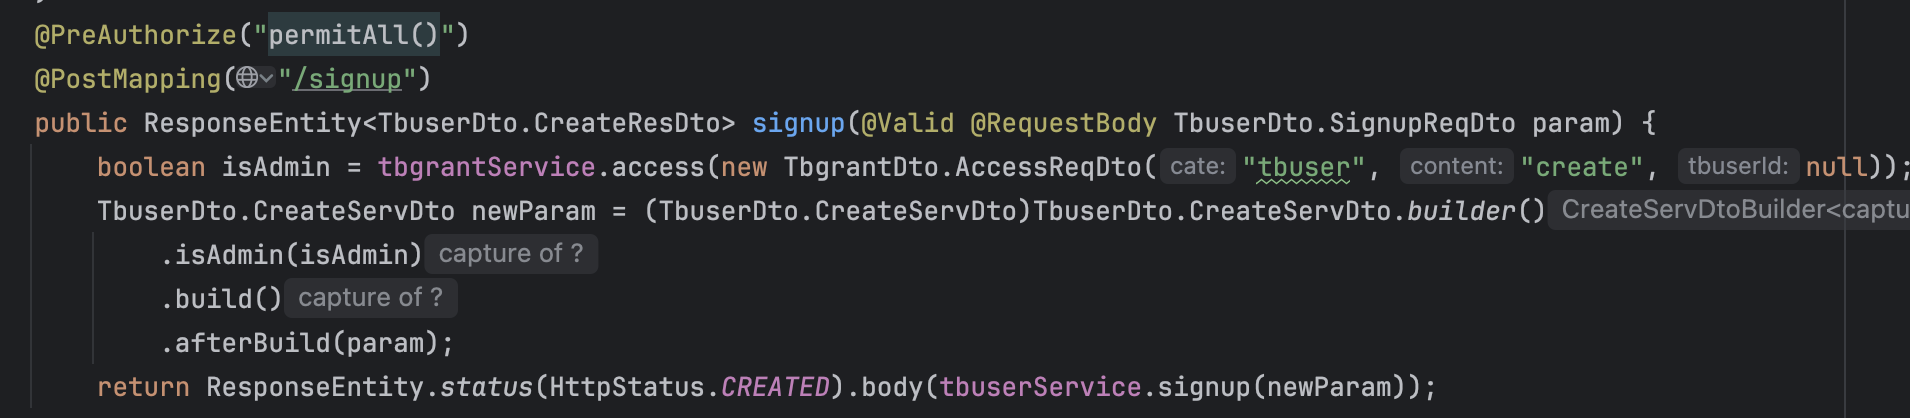 @PreAuthorize("permitAll()")
@PostMapping("/signup")
public ResponseEntity<TbuserDto.CreateResDto> signup(@Valid @RequestBody TbuserDto.SignupReqDto param) {
boolean isAdmin = tbgrantService.access(new TbgrantDto.AccessReqDto( cate: "tbuser", content: "create", tbuserId: null));
TbuserDto.CreateServDto newParam = (TbuserDto.CreateServDto)TbuserDto.CreateServDto.builder() CreateServDtoBuilder<captu
.isAdmin(isAdmin) capture of ?
.build() capture of ?
.afterBuild(param);
return ResponseEntity.status(HttpStatus.CREATED).body(tbuserService.signup(newParam));